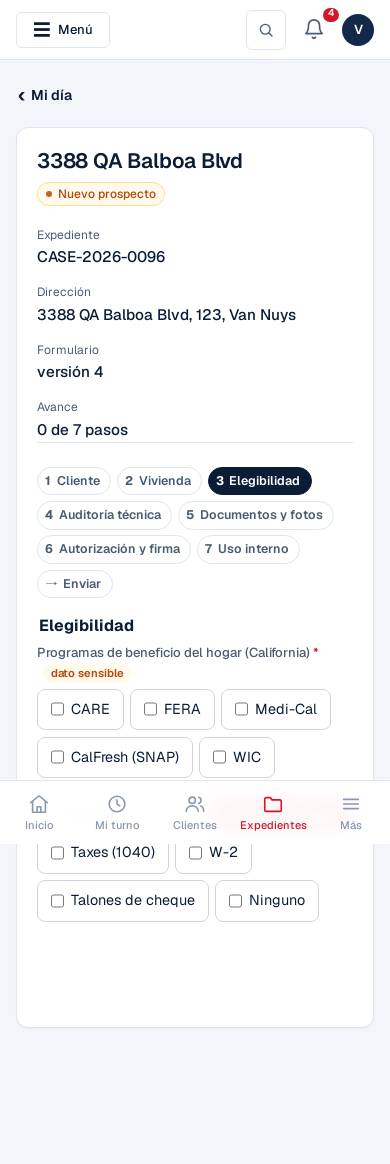 Menú
4
V
‹ Mi día
3388 QA Balboa Blvd
Nuevo prospecto
Expediente
CASE-2026-0096
Dirección
3388 QA Balboa Blvd, 123, Van Nuys
Formulario
versión 4
Avance
0 de 7 pasos
1 Cliente 2 Vivienda 3 Elegibilidad
4 Auditoría técnica 5 Documentos y fotos
6 Autorización y firma 7 Uso interno
→ Enviar
Elegibilidad
Programas de beneficio del hogar (California) *
dato sensible
CARE FERA Medi-Cal
CalFresh (SNAP) WIC
Inicio Mi turno Clientes Expedientes Más
Taxes (1040) W-2
Talones de cheque Ninguno